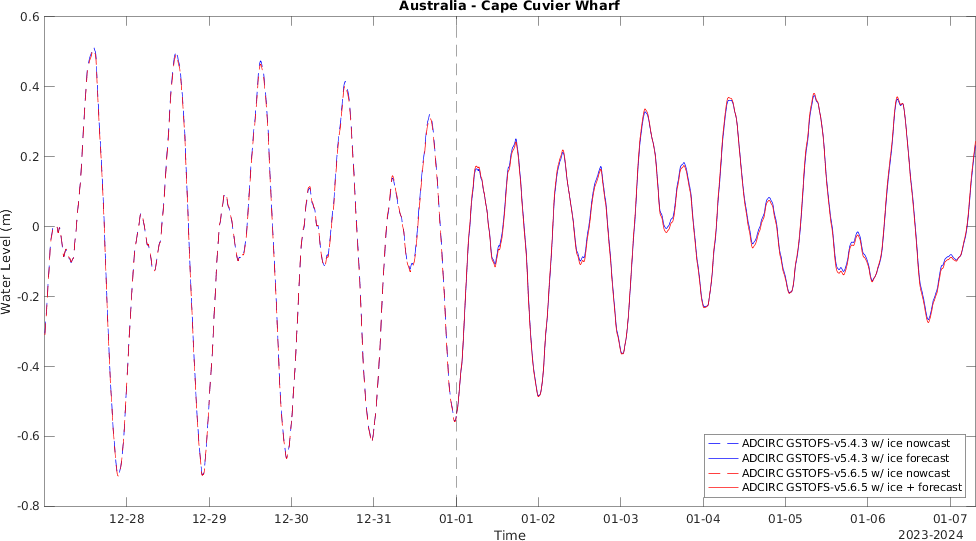 Australia - Cape Cuvier Wharf
Water Level (m)
0.6
0.4
0.2
0
-0.2
-0.4
-0.6
-0.8
12-28
12-29
12-30
12-31
01-01
01-02
01-03
01-04
01-05
01-06
01-07
Time
2023-2024
ADCIRC GSTOFS-v5.4.3 w/ ice nowcast
ADCIRC GSTOFS-v5.4.3 w/ ice forecast
ADCIRC GSTOFS-v5.6.5 w/ ice nowcast
ADCIRC GSTOFS-v5.6.5 w/ ice + forecast